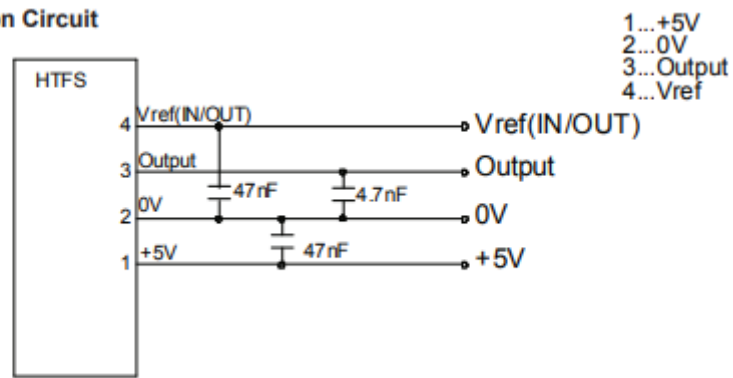 n Circuit
1...+5V
2...0V
3...Output
4...Vref
HTFS
4 Vref(IN/OUT) Vref(IN/OUT)
3 Output Output
47nF 4.7nF
2 0V 0V
1 +5V 47nF +5V